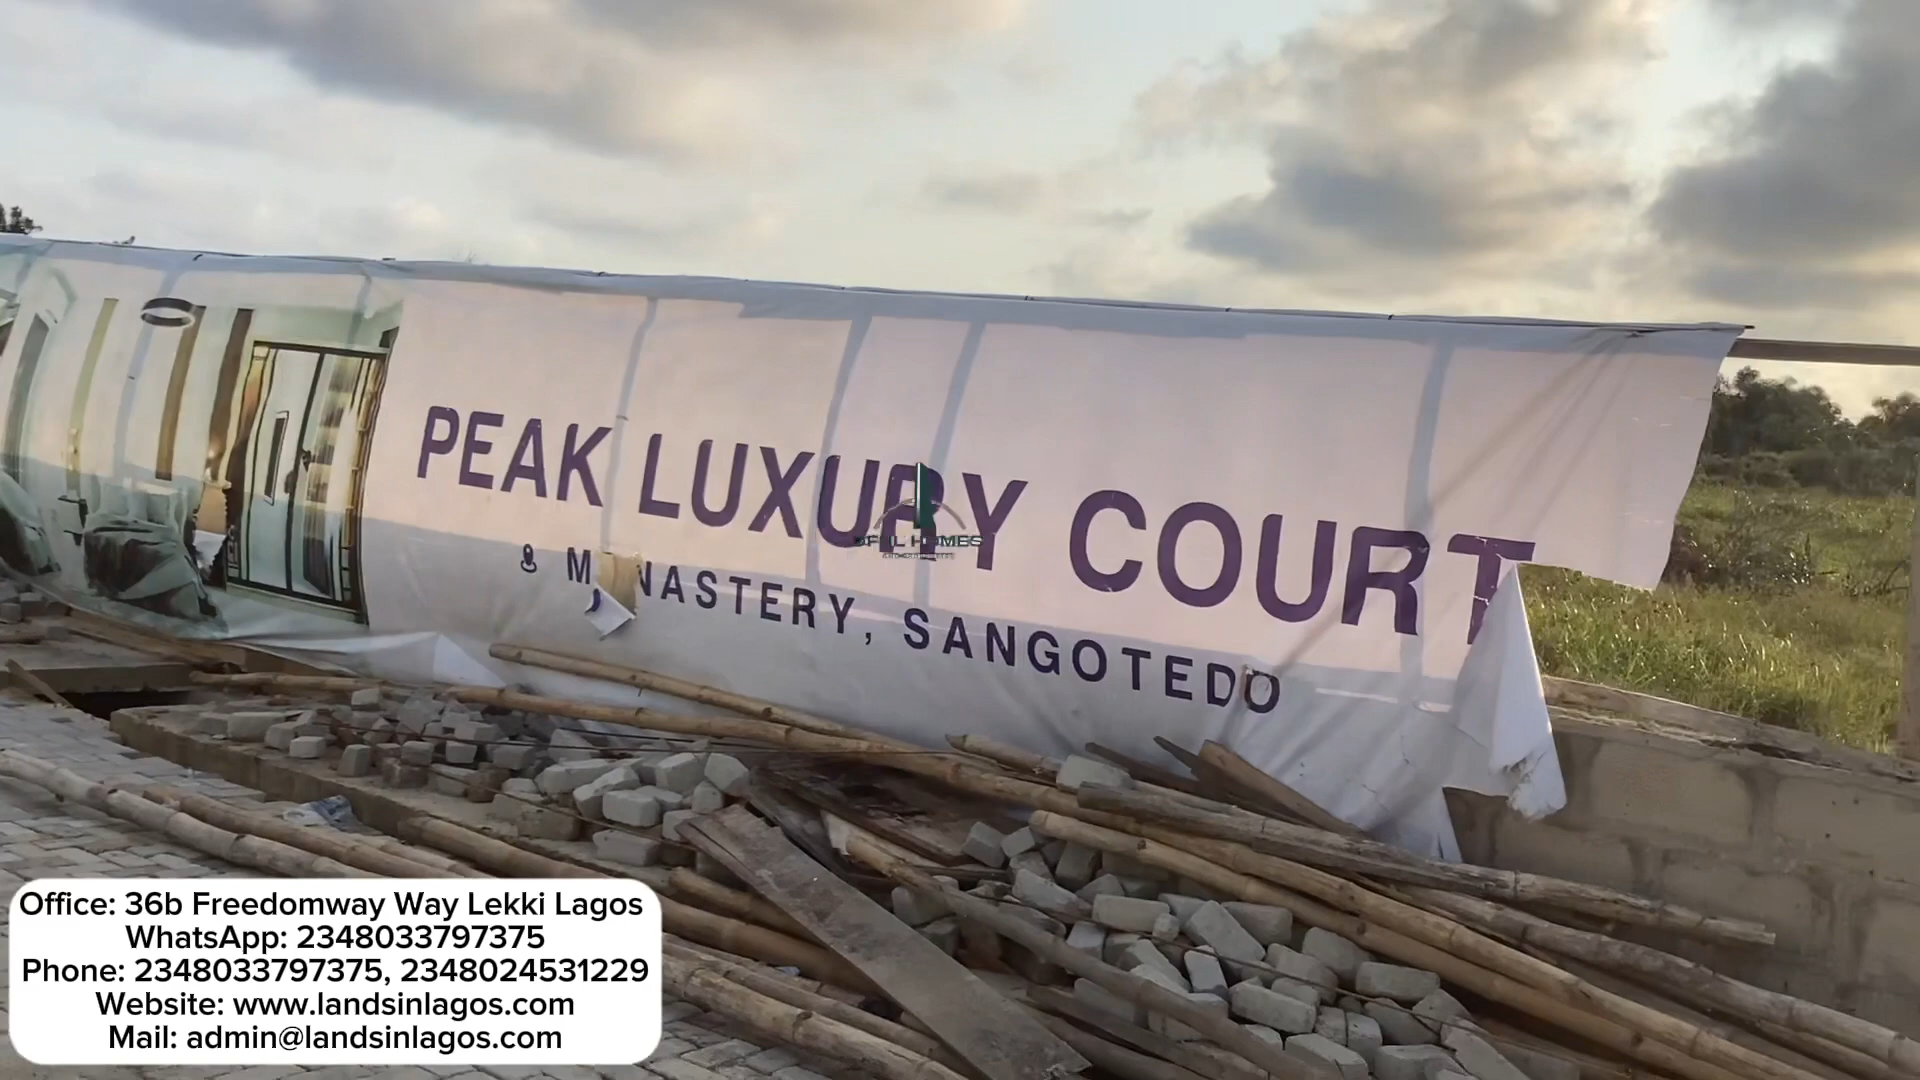 PEAK LUXURY COURT
M NASTERY, SANGOTEDO
HOMES
Office: 36b Freedomway Way Lekki Lagos
WhatsApp: 2348033797375
Phone: 2348033797375, 2348024531229
Website: www.landsinlagos.com
Mail: admin@landsinlagos.com